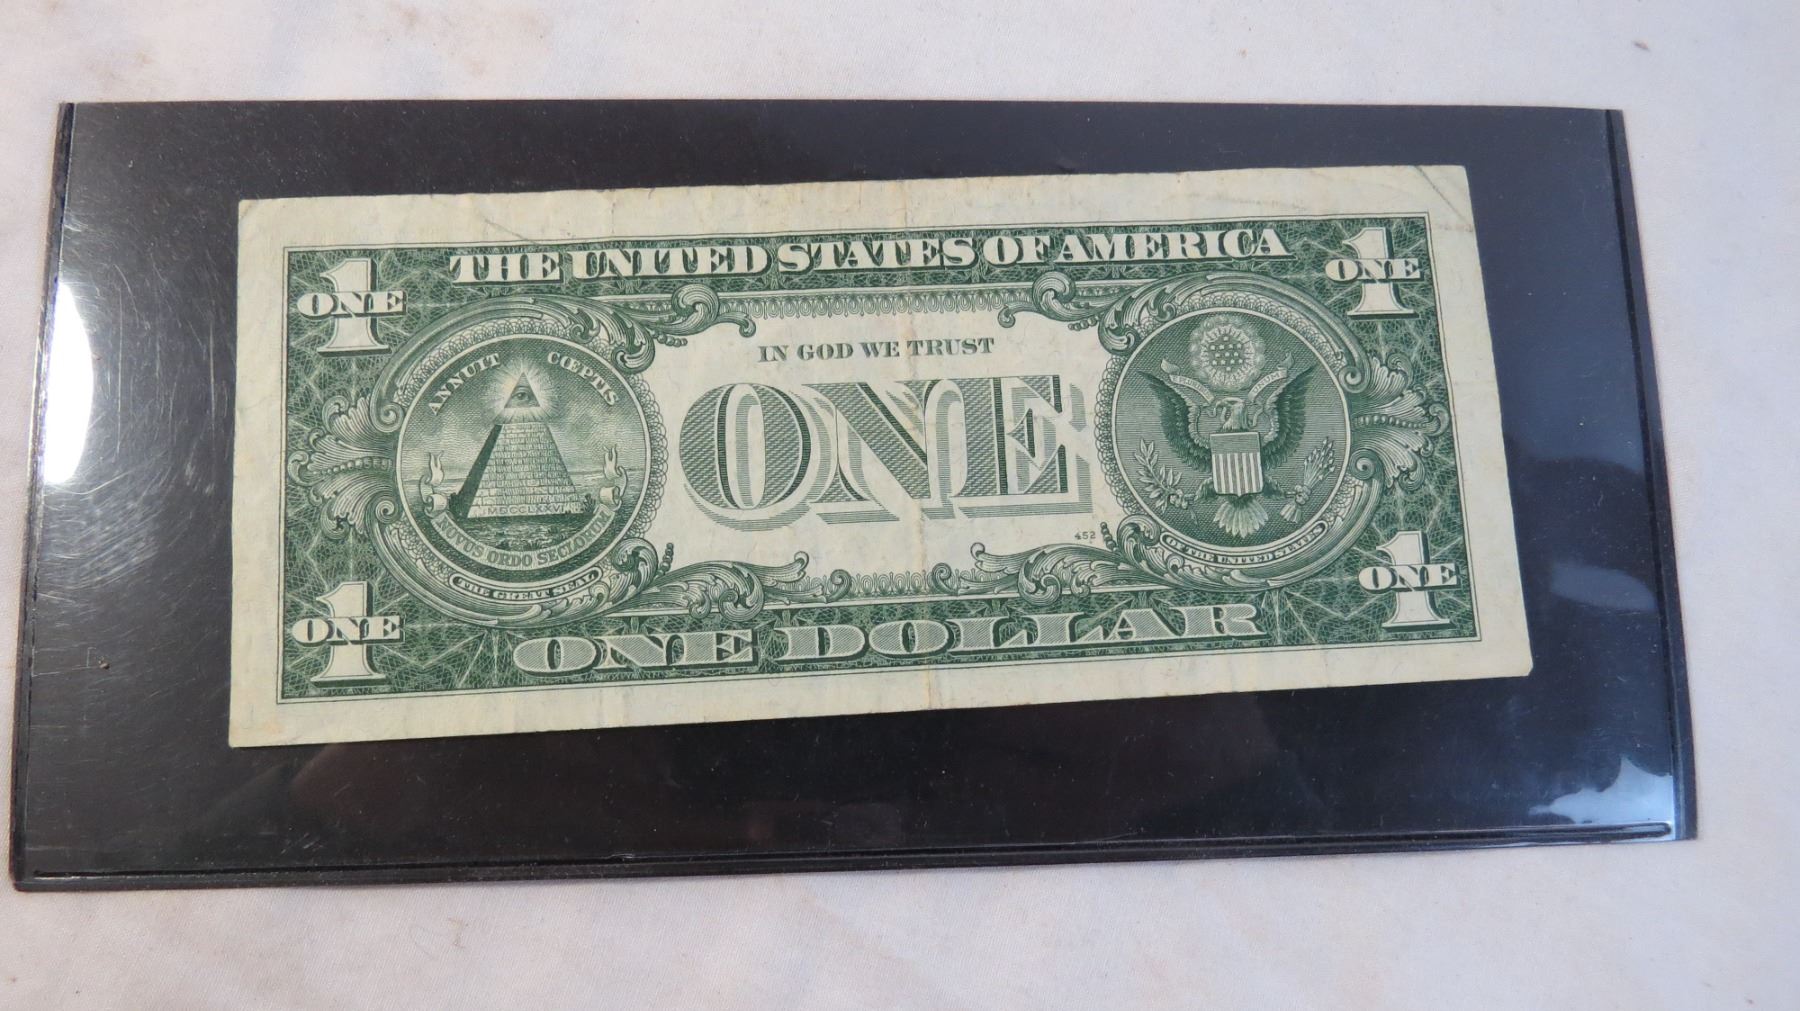 THE UNITED STATES OF AMERICA
1 ONE
1 ONE
IN GOD WE TRUST
ANNUIT CŒPTIS
ONE
MDCCLXXVI
NOVUS ORDO SECLORUM
452
THE GREAT SEAL
OF THE UNITED STATES
1 ONE
1 ONE
ONE DOLLAR